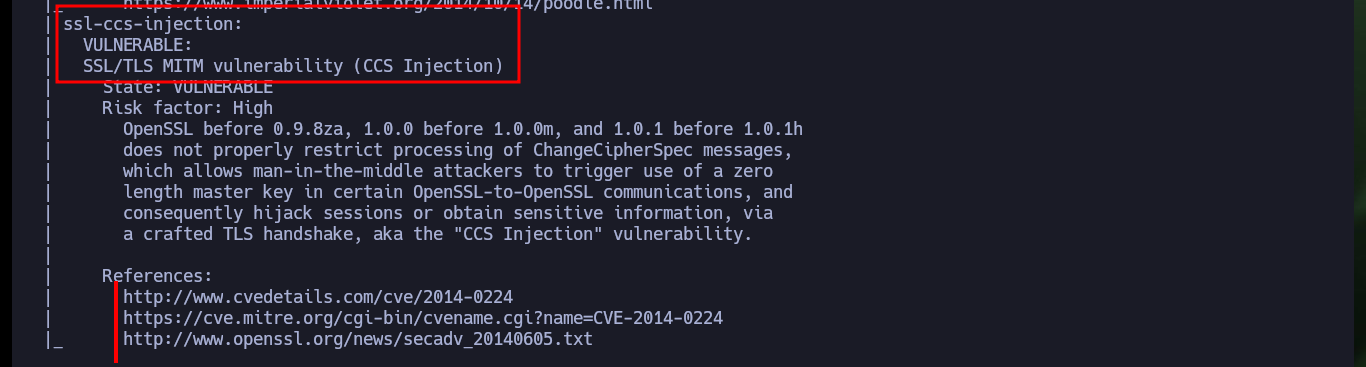 |_ https://www.imperialviolet.org/2014/10/14/poodle.html
| ssl-ccs-injection:
|   VULNERABLE:
|   SSL/TLS MITM vulnerability (CCS Injection)
|     State: VULNERABLE
|     Risk factor: High
|       OpenSSL before 0.9.8za, 1.0.0 before 1.0.0m, and 1.0.1 before 1.0.1h
|       does not properly restrict processing of ChangeCipherSpec messages,
|       which allows man-in-the-middle attackers to trigger use of a zero
|       length master key in certain OpenSSL-to-OpenSSL communications, and
|       consequently hijack sessions or obtain sensitive information, via
|       a crafted TLS handshake, aka the "CCS Injection" vulnerability.
|
|     References:
|       http://www.cvedetails.com/cve/2014-0224
|       https://cve.mitre.org/cgi-bin/cvename.cgi?name=CVE-2014-0224
|_      http://www.openssl.org/news/secadv_20140605.txt